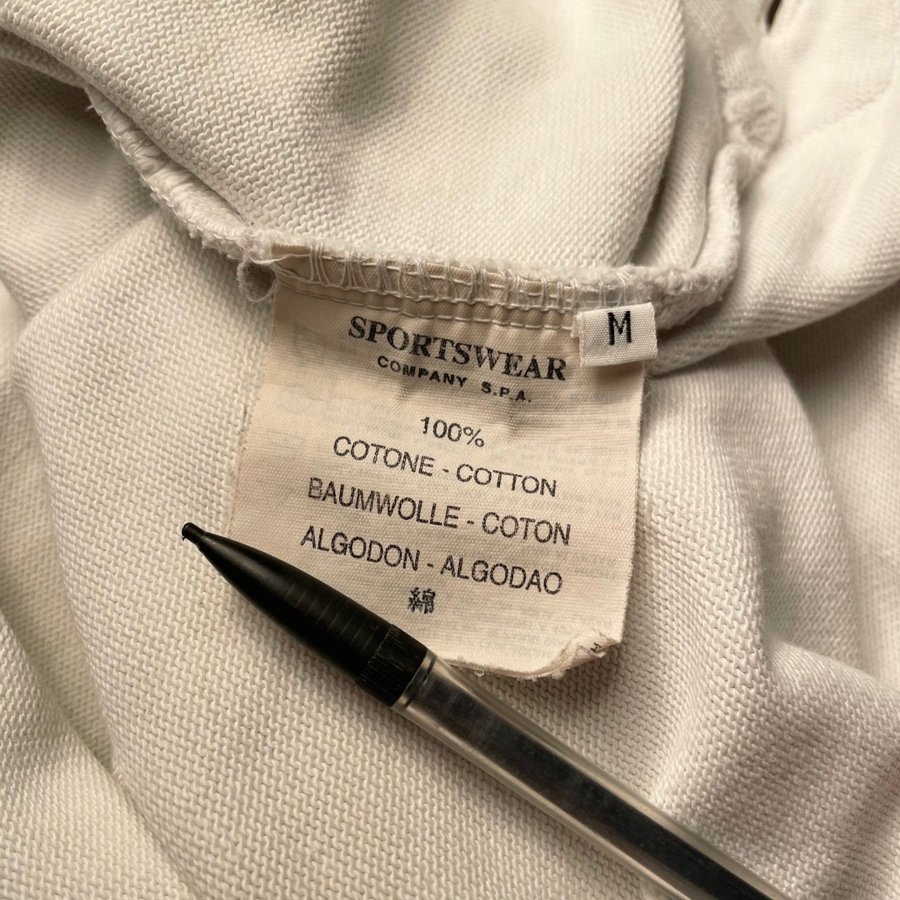 SPORTSWEAR
COMPANY S.P.A.
M
100%
COTONE - COTTON
BAUMWOLLE - COTON
ALGODON - ALGODAO
綿